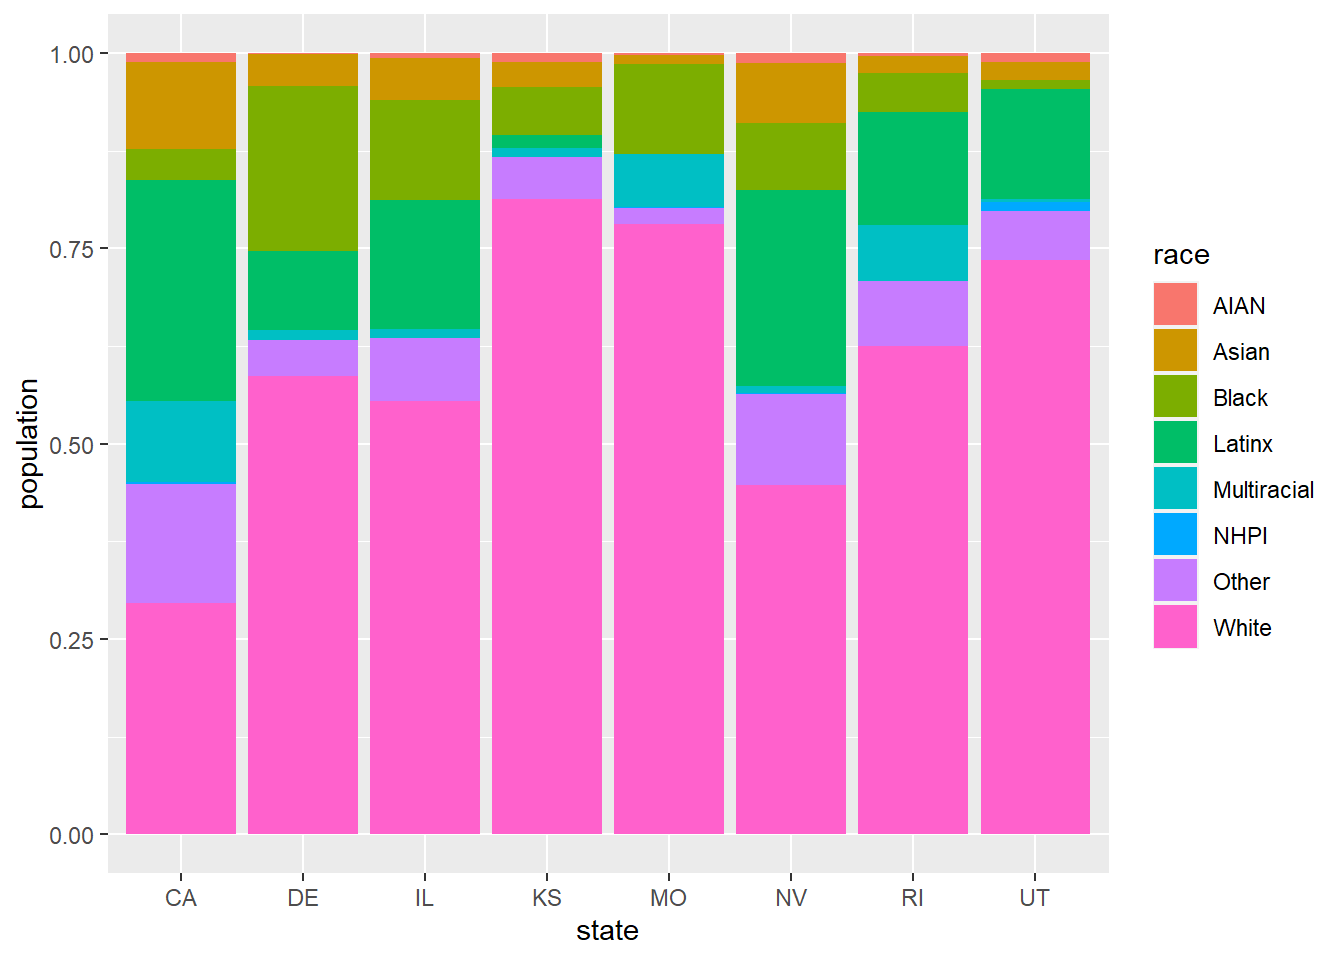 1.00
0.75
0.50
0.25
0.00
population
CA DE IL KS MO NV RI UT
state
race
AIAN
Asian
Black
Latinx
Multiracial
NHPI
Other
White